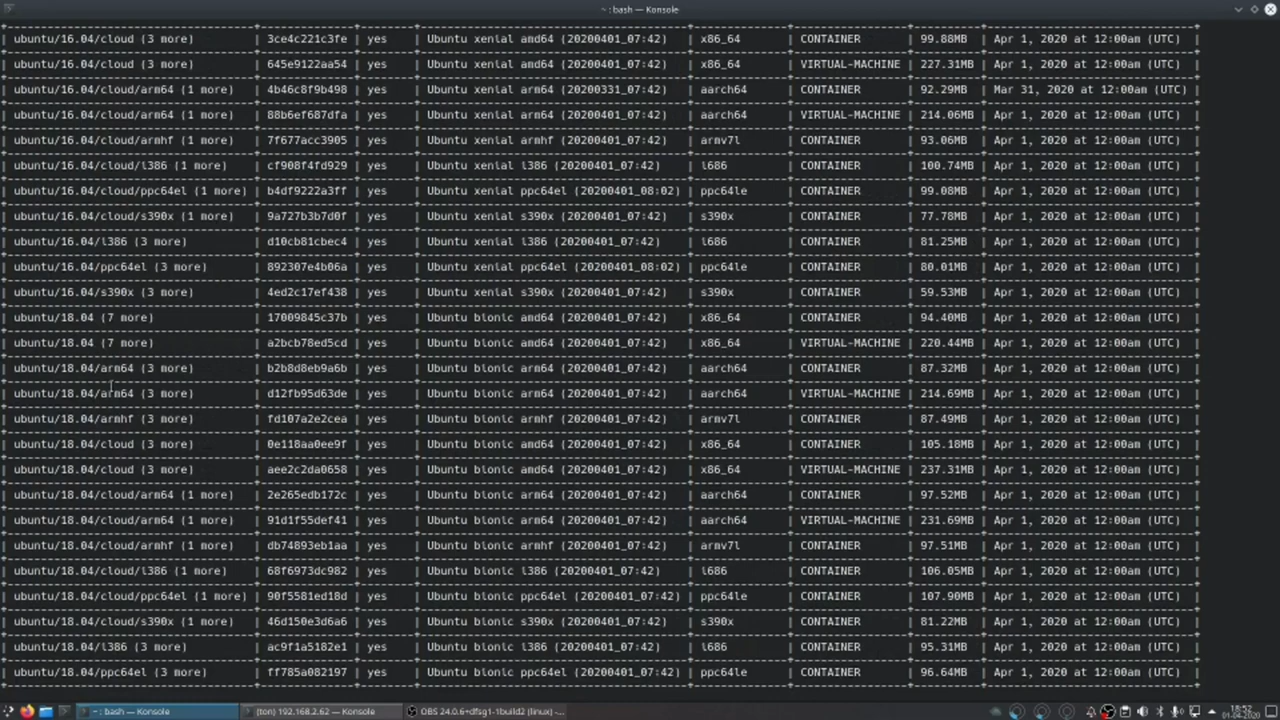 ~ : bash — Konsole
| ubuntu/16.04/cloud (3 more) | 3ce4c221c3fe | yes | Ubuntu xenial amd64 (20200401_07:42) | x86_64 | CONTAINER | 99.88MB | Apr 1, 2020 at 12:00am (UTC) |
| ubuntu/16.04/cloud (3 more) | 645e9122aa54 | yes | Ubuntu xenial amd64 (20200401_07:42) | x86_64 | VIRTUAL-MACHINE | 227.31MB | Apr 1, 2020 at 12:00am (UTC) |
| ubuntu/16.04/cloud/arm64 (1 more) | 4b46c8f9b498 | yes | Ubuntu xenial arm64 (20200331_07:42) | aarch64 | CONTAINER | 92.29MB | Mar 31, 2020 at 12:00am (UTC) |
| ubuntu/16.04/cloud/arm64 (1 more) | 88b6ef687dfa | yes | Ubuntu xenial arm64 (20200401_07:42) | aarch64 | VIRTUAL-MACHINE | 214.06MB | Apr 1, 2020 at 12:00am (UTC) |
| ubuntu/16.04/cloud/armhf (1 more) | 7f677acc3905 | yes | Ubuntu xenial armhf (20200401_07:42) | armv7l | CONTAINER | 93.06MB | Apr 1, 2020 at 12:00am (UTC) |
| ubuntu/16.04/cloud/i386 (1 more) | cf908f4fd929 | yes | Ubuntu xenial i386 (20200401_07:42) | i686 | CONTAINER | 100.74MB | Apr 1, 2020 at 12:00am (UTC) |
| ubuntu/16.04/cloud/ppc64el (1 more) | b4df9222a3ff | yes | Ubuntu xenial ppc64el (20200401_08:02) | ppc64le | CONTAINER | 99.08MB | Apr 1, 2020 at 12:00am (UTC) |
| ubuntu/16.04/cloud/s390x (1 more) | 9a727b3b7d0f | yes | Ubuntu xenial s390x (20200401_07:42) | s390x | CONTAINER | 77.78MB | Apr 1, 2020 at 12:00am (UTC) |
| ubuntu/16.04/i386 (3 more) | d10cb81cbec4 | yes | Ubuntu xenial i386 (20200401_07:42) | i686 | CONTAINER | 81.25MB | Apr 1, 2020 at 12:00am (UTC) |
| ubuntu/16.04/ppc64el (3 more) | 892307e4b06a | yes | Ubuntu xenial ppc64el (20200401_08:02) | ppc64le | CONTAINER | 80.01MB | Apr 1, 2020 at 12:00am (UTC) |
| ubuntu/16.04/s390x (3 more) | 4ed2c17ef438 | yes | Ubuntu xenial s390x (20200401_07:42) | s390x | CONTAINER | 59.53MB | Apr 1, 2020 at 12:00am (UTC) |
| ubuntu/18.04 (7 more) | 17009845c37b | yes | Ubuntu bionic amd64 (20200401_07:42) | x86_64 | CONTAINER | 94.40MB | Apr 1, 2020 at 12:00am (UTC) |
| ubuntu/18.04 (7 more) | a2bcb78ed5cd | yes | Ubuntu bionic amd64 (20200401_07:42) | x86_64 | VIRTUAL-MACHINE | 220.44MB | Apr 1, 2020 at 12:00am (UTC) |
| ubuntu/18.04/arm64 (3 more) | b2b8d8eb9a6b | yes | Ubuntu bionic arm64 (20200401_07:42) | aarch64 | CONTAINER | 87.32MB | Apr 1, 2020 at 12:00am (UTC) |
| ubuntu/18.04/arm64 (3 more) | d12fb95d63de | yes | Ubuntu bionic arm64 (20200401_07:42) | aarch64 | VIRTUAL-MACHINE | 214.69MB | Apr 1, 2020 at 12:00am (UTC) |
| ubuntu/18.04/armhf (3 more) | fd107a2e2cea | yes | Ubuntu bionic armhf (20200401_07:42) | armv7l | CONTAINER | 87.49MB | Apr 1, 2020 at 12:00am (UTC) |
| ubuntu/18.04/cloud (3 more) | 0e118aa0ee9f | yes | Ubuntu bionic amd64 (20200401_07:42) | x86_64 | CONTAINER | 105.18MB | Apr 1, 2020 at 12:00am (UTC) |
| ubuntu/18.04/cloud (3 more) | aee2c2da0658 | yes | Ubuntu bionic amd64 (20200401_07:42) | x86_64 | VIRTUAL-MACHINE | 237.31MB | Apr 1, 2020 at 12:00am (UTC) |
| ubuntu/18.04/cloud/arm64 (1 more) | 2e265edb172c | yes | Ubuntu bionic arm64 (20200401_07:42) | aarch64 | CONTAINER | 97.52MB | Apr 1, 2020 at 12:00am (UTC) |
| ubuntu/18.04/cloud/arm64 (1 more) | 91d1f55def41 | yes | Ubuntu bionic arm64 (20200401_07:42) | aarch64 | VIRTUAL-MACHINE | 231.69MB | Apr 1, 2020 at 12:00am (UTC) |
| ubuntu/18.04/cloud/armhf (1 more) | db74893eb1aa | yes | Ubuntu bionic armhf (20200401_07:42) | armv7l | CONTAINER | 97.51MB | Apr 1, 2020 at 12:00am (UTC) |
| ubuntu/18.04/cloud/i386 (1 more) | 68f6973dc982 | yes | Ubuntu bionic i386 (20200401_07:42) | i686 | CONTAINER | 106.05MB | Apr 1, 2020 at 12:00am (UTC) |
| ubuntu/18.04/cloud/ppc64el (1 more) | 90f5581ed18d | yes | Ubuntu bionic ppc64el (20200401_07:42) | ppc64le | CONTAINER | 107.90MB | Apr 1, 2020 at 12:00am (UTC) |
| ubuntu/18.04/cloud/s390x (1 more) | 46d150e3d6a6 | yes | Ubuntu bionic s390x (20200401_07:42) | s390x | CONTAINER | 81.22MB | Apr 1, 2020 at 12:00am (UTC) |
| ubuntu/18.04/i386 (3 more) | ac9f1a5182e1 | yes | Ubuntu bionic i386 (20200401_07:42) | i686 | CONTAINER | 95.31MB | Apr 1, 2020 at 12:00am (UTC) |
| ubuntu/18.04/ppc64el (3 more) | ff785a082197 | yes | Ubuntu bionic ppc64el (20200401_07:42) | ppc64le | CONTAINER | 96.64MB | Apr 1, 2020 at 12:00am (UTC) |
~ : bash — Konsole
(ton) 192.168.2.62 — Konsole
OBS 24.0.6+dfsg1-1build2 (linux) -...
18:52
01-04-2020